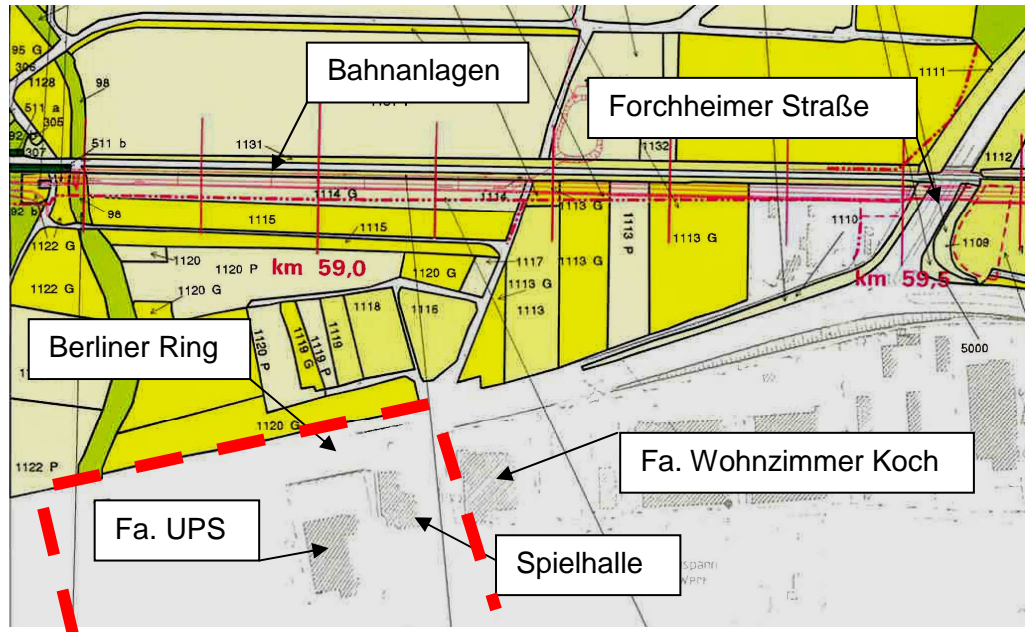 95 G
1128
98
511 a
305
307
92 b
511 b
Bahnanlagen
1131
Forchheimer Straße
1111
1132
1112
1114 G
1114
98
1115
1115
1113 G
1113 P
1113 G
1110
1109
1122 G
1120
1120 P
1120 G
1117
1113 G
1122 G
1120 G
km 59,0
1113 G
1113
km 59,5
1118
1116
Berliner Ring
1120 P
1119 G
1119 P
1119
5000
1120 G
1122 P
Fa. Wohnzimmer Koch
Fa. UPS
Spielhalle